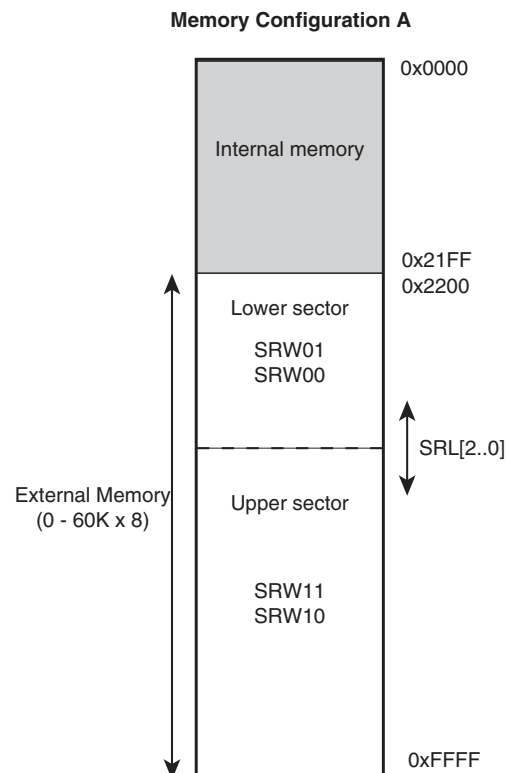 Memory Configuration A
0x0000
Internal memory
0x21FF
0x2200
Lower sector
SRW01
SRW00
SRL[2..0]
External Memory
(0 - 60K x 8)
Upper sector
SRW11
SRW10
0xFFFF